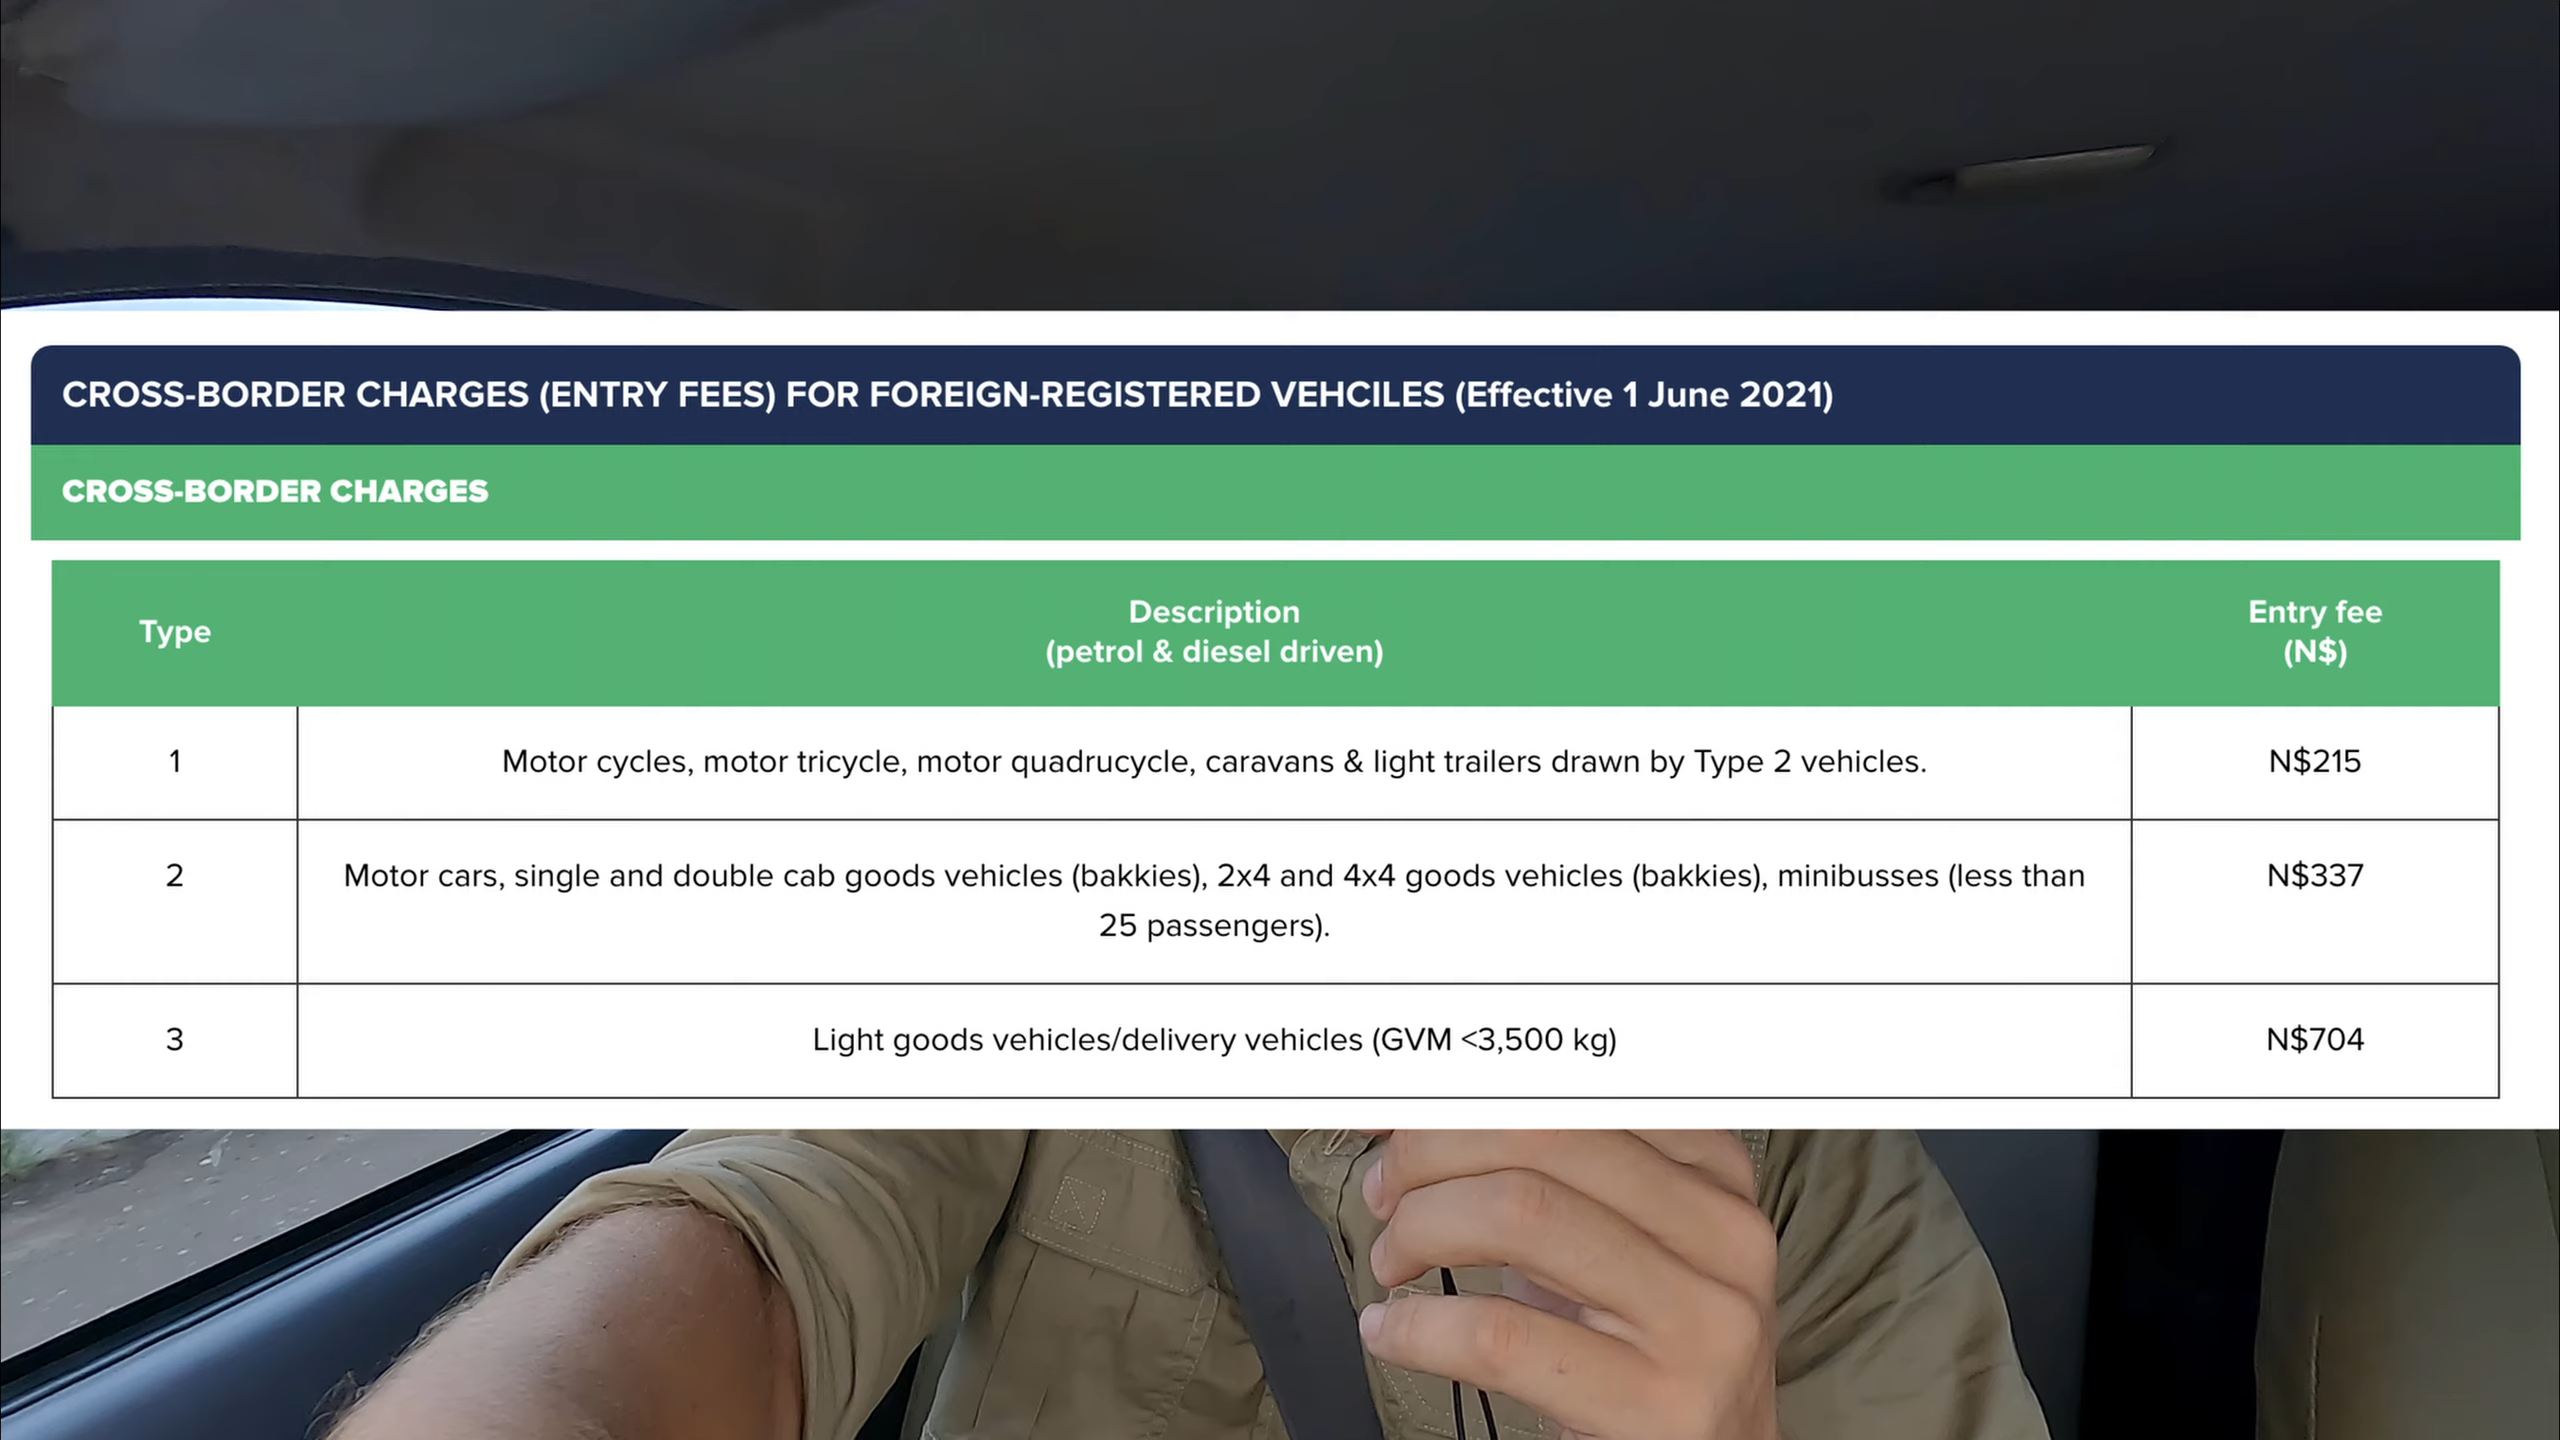 CROSS-BORDER CHARGES (ENTRY FEES) FOR FOREIGN-REGISTERED VEHCILES (Effective 1 June 2021)
CROSS-BORDER CHARGES
Type
Description
(petrol & diesel driven)
Entry fee
(N$)
1
Motor cycles, motor tricycle, motor quadrucycle, caravans & light trailers drawn by Type 2 vehicles.
N$215
2
Motor cars, single and double cab goods vehicles (bakkies), 2x4 and 4x4 goods vehicles (bakkies), minibusses (less than
25 passengers).
N$337
3
Light goods vehicles/delivery vehicles (GVM <3,500 kg)
N$704